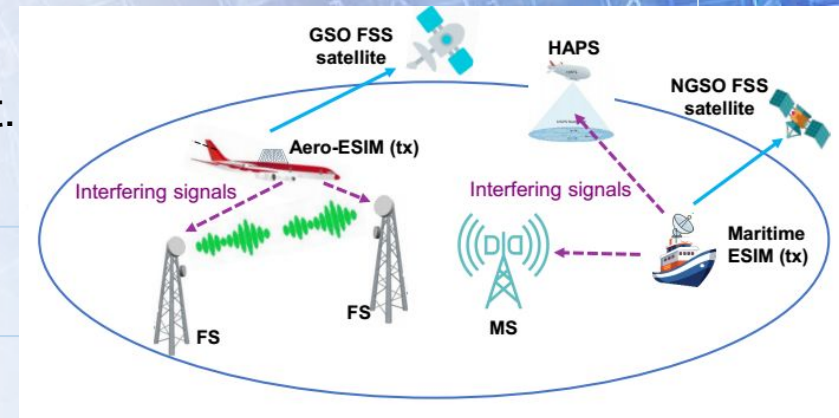 GSO FSS
satellite
HAPS
HAPS
NGSO FSS
satellite
Aero-ESIM (tx)
Interfering signals
Interfering signals
Maritime
ESIM (tx)
FS
FS
MS